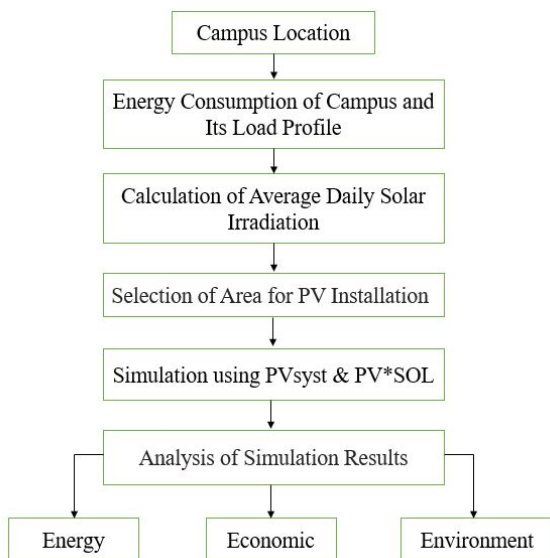 Campus Location
Energy Consumption of Campus and
Its Load Profile
Calculation of Average Daily Solar
Irradiation
Selection of Area for PV Installation
Simulation using PVsyst & PV*SOL
Analysis of Simulation Results
Energy
Economic
Environment